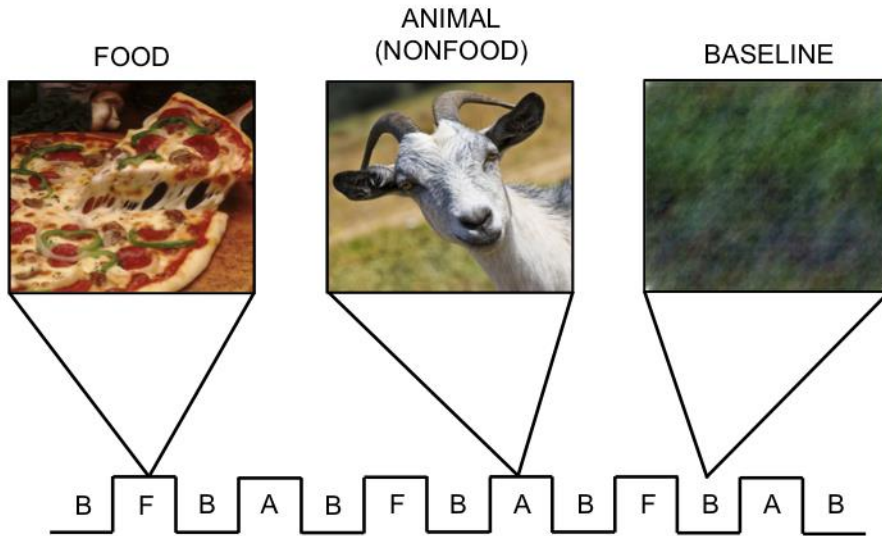 FOOD
ANIMAL
(NONFOOD)
BASELINE
B F B A B F B A B F B A B